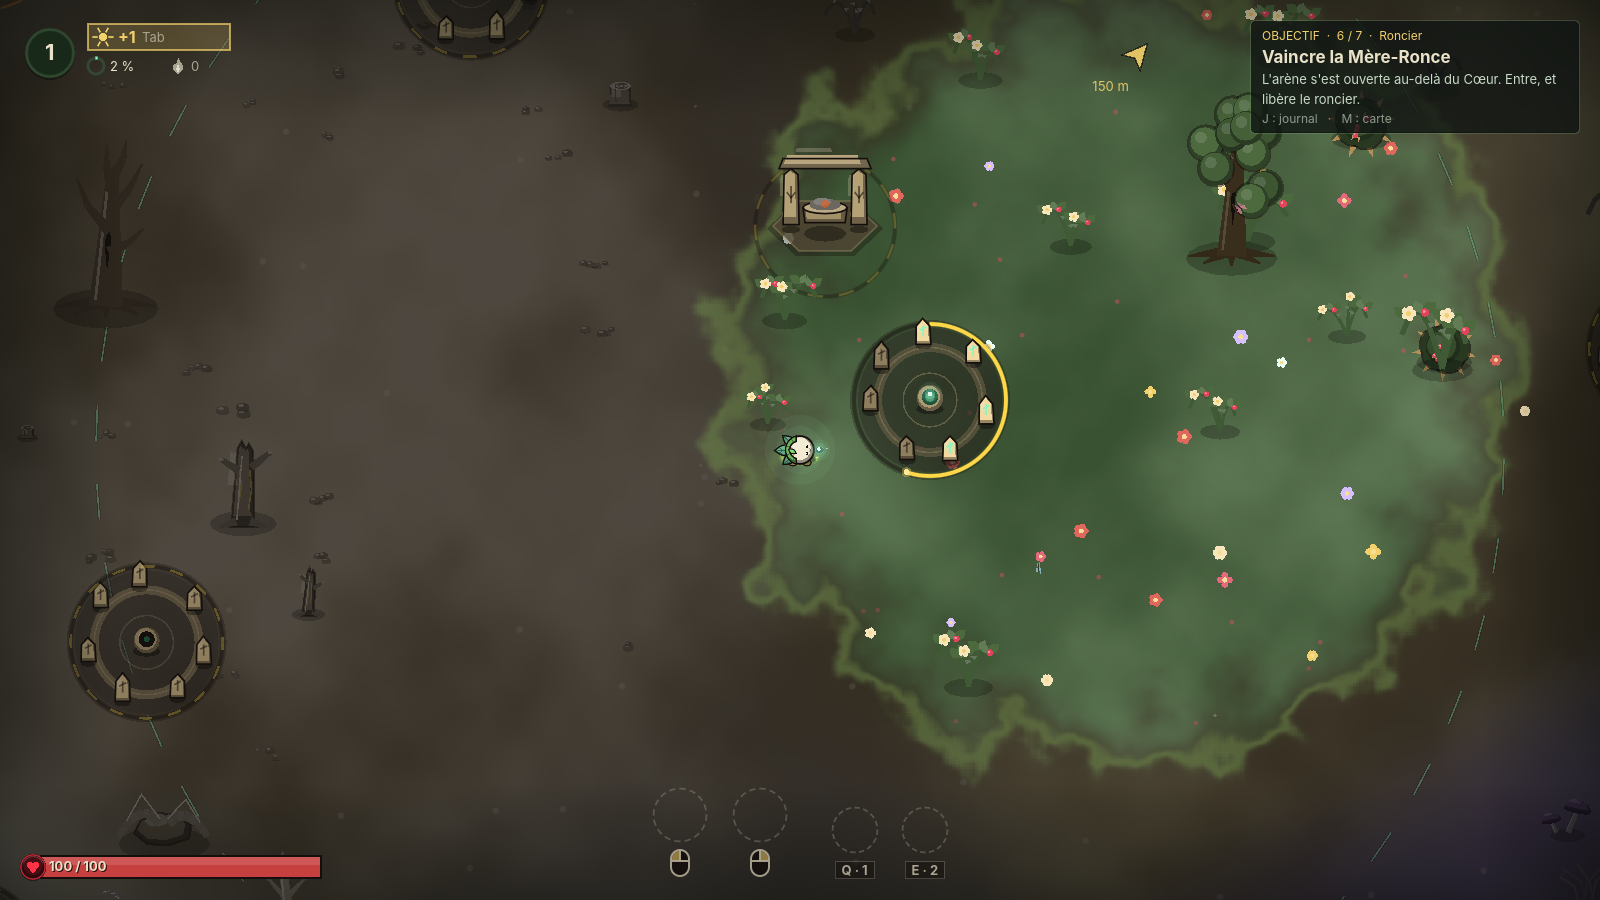 1
+1 Tab
2 %
0
150 m
OBJECTIF · 6 / 7 · Roncier
Vaincre la Mère-Ronce
L'arène s'est ouverte au-delà du Cœur. Entre, et
libère le roncier.
J : journal · M : carte
100 / 100
Q · 1
E · 2